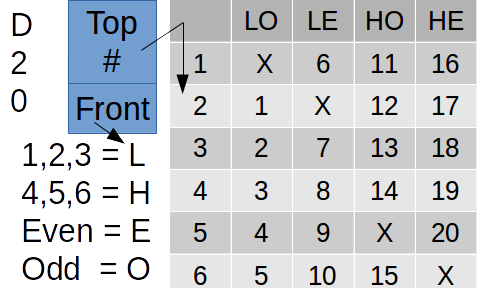 D
2
0
Top
#
Front
1,2,3 = L
4,5,6 = H
Even = E
Odd = O
LO LE HO HE
1 X 6 11 16
2 1 X 12 17
3 2 7 13 18
4 3 8 14 19
5 4 9 X 20
6 5 10 15 X